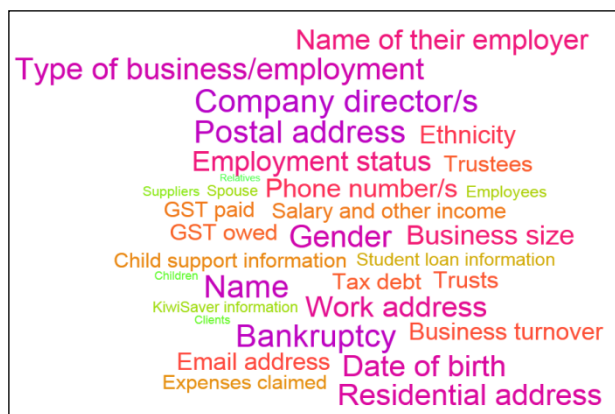 Name of their employer
Type of business/employment
Company director/s
Postal address Ethnicity
Employment status Trustees
Relatives
Suppliers Spouse Phone number/s Employees
GST paid Salary and other income
GST owed Gender Business size
Child support information Student loan information
Children Name Tax debt Trusts
KiwiSaver information Work address
Clients
Bankruptcy Business turnover
Email address Date of birth
Expenses claimed Residential address